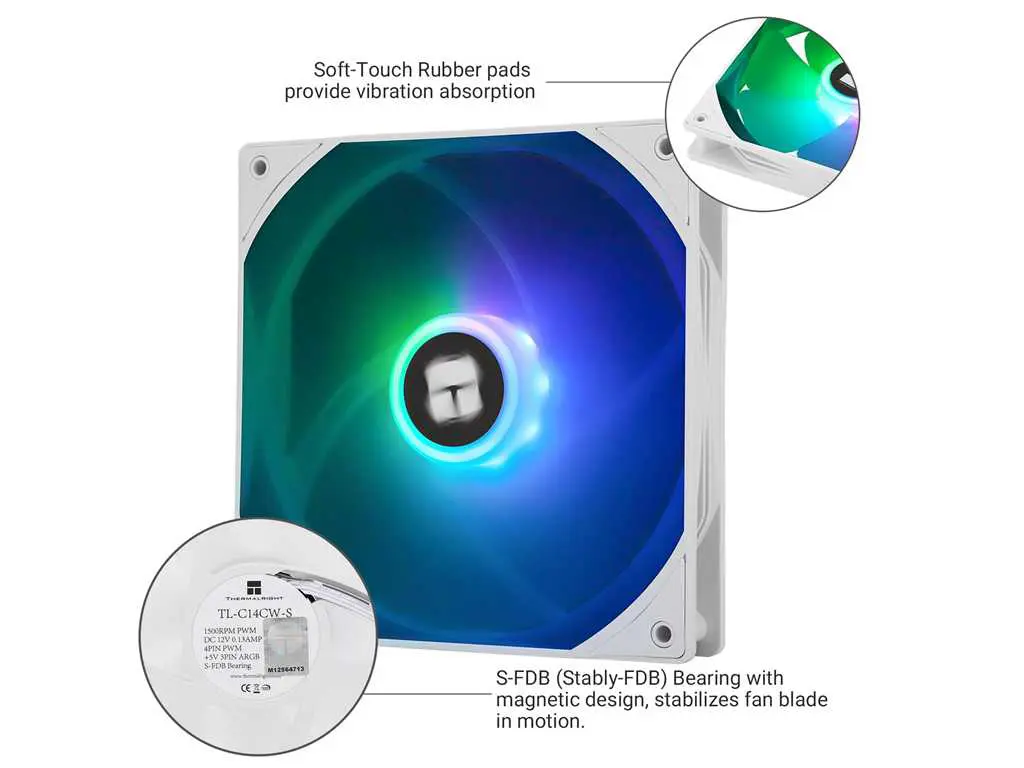 Soft-Touch Rubber pads
provide vibration absorption
THERMALRIGHT
TL-C14CW-S
1500RPM PWM
DC 12V 0.13AMP
4PIN PWM
+5V 3PIN ARGB
S-FDB Bearing
M12564713
S-FDB (Stably-FDB) Bearing with
magnetic design, stabilizes fan blade
in motion.